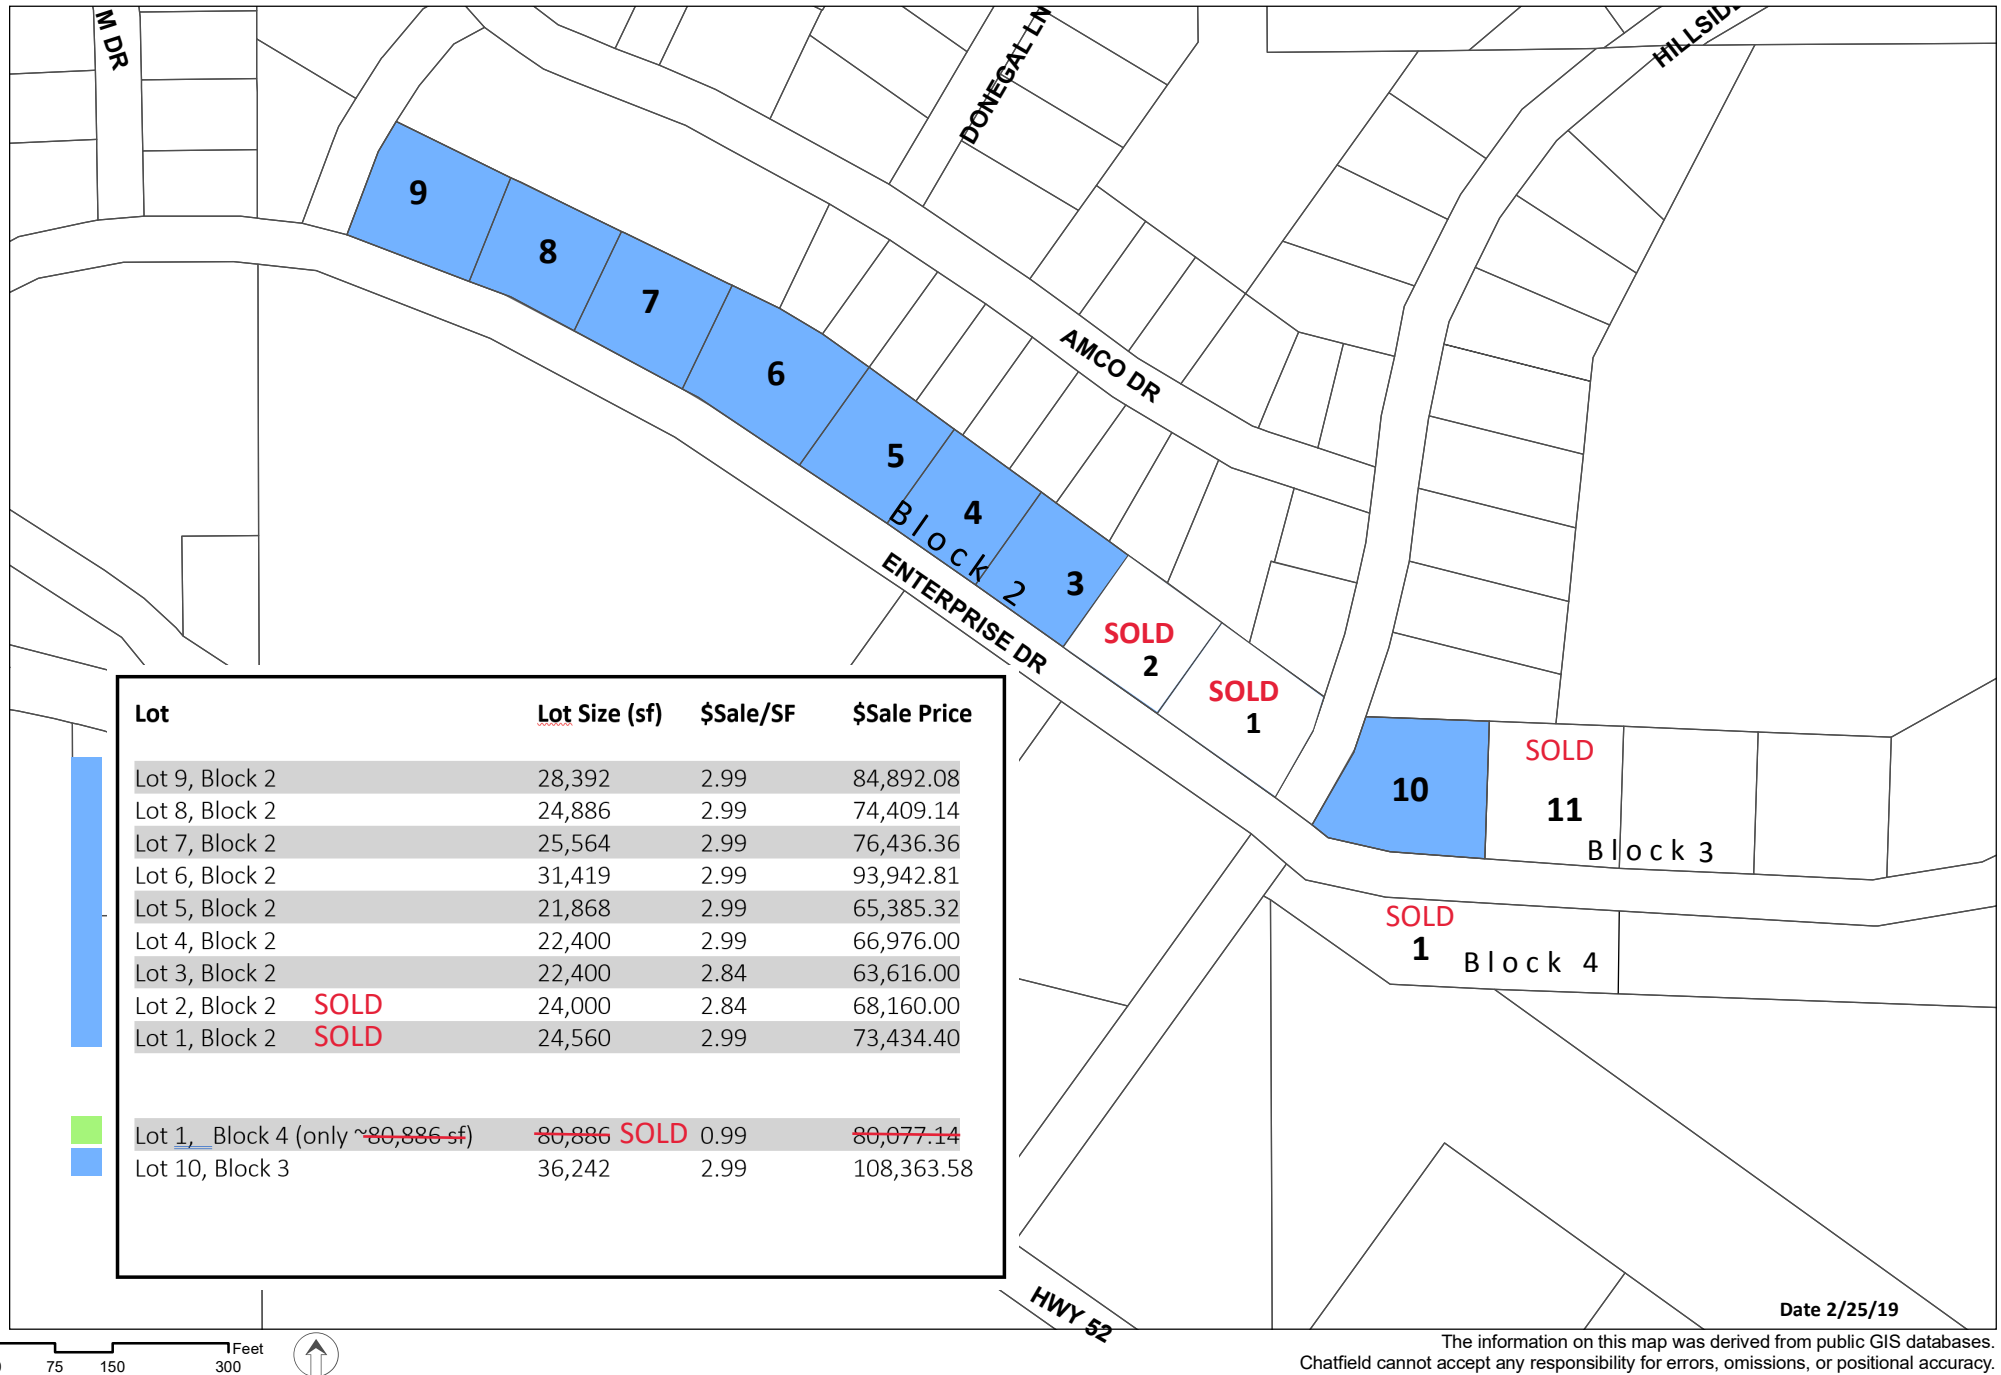 M DR
DONEGAL LN
HILLSID
9
8
7
6
5
4
3
Block 2
AMCO DR
ENTERPRISE DR
SOLD
2
SOLD
1
10
SOLD
11
Block 3
SOLD
1
Block 4
Lot Lot Size (sf) $Sale/SF $Sale Price
Lot 9, Block 2 28,392 2.99 84,892.08
Lot 8, Block 2 24,886 2.99 74,409.14
Lot 7, Block 2 25,564 2.99 76,436.36
Lot 6, Block 2 31,419 2.99 93,942.81
Lot 5, Block 2 21,868 2.99 65,385.32
Lot 4, Block 2 22,400 2.99 66,976.00
Lot 3, Block 2 22,400 2.84 63,616.00
Lot 2, Block 2 SOLD 24,000 2.84 68,160.00
Lot 1, Block 2 SOLD 24,560 2.99 73,434.40
Lot 1, Block 4 (only ~80,886 sf) 80,886 SOLD 0.99 80,077.14
Lot 10, Block 3 36,242 2.99 108,363.58
HWY 52
Date 2/25/19
Feet
75 150 300
The information on this map was derived from public GIS databases.
Chatfield cannot accept any responsibility for errors, omissions, or positional accuracy.